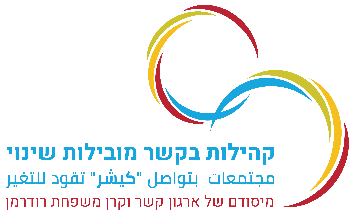 קהילות בקשר מובילות שינוי
مجتمعات بتواصل "كيشر" تقود للتغير
מיסודם של ארגון קשר וקרן משפחת רודרמן